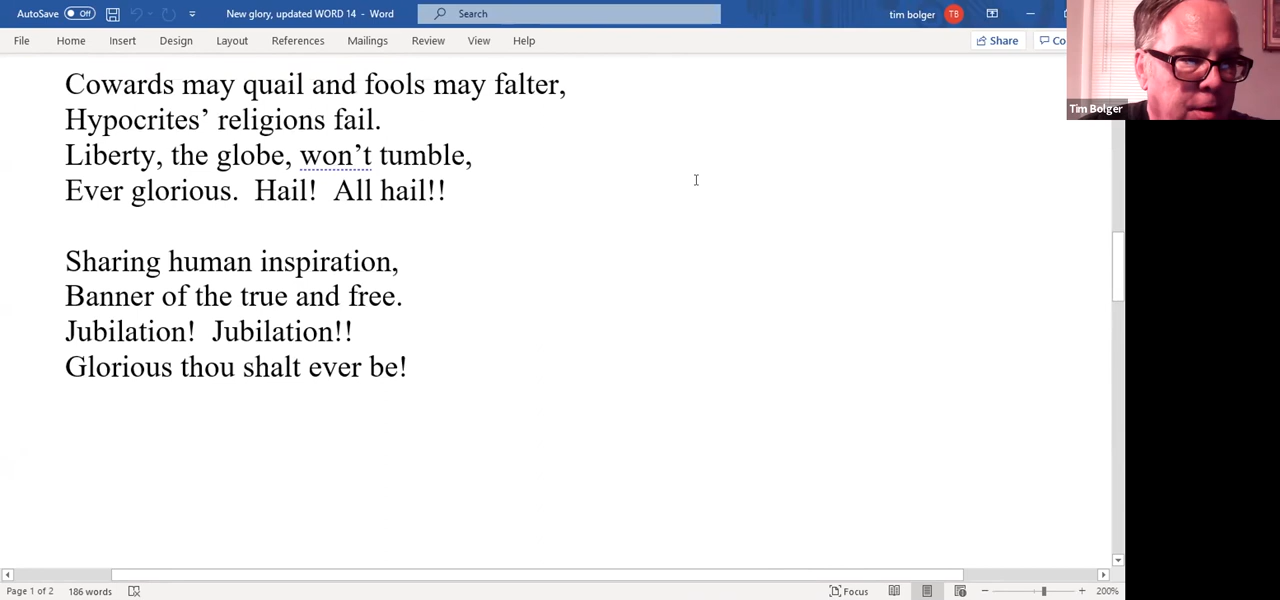 AutoSave Off New glory, updated WORD 14 - Word Search tim bolger TB
File Home Insert Design Layout References Mailings Review View Help Share Co
Tim Bolger
Cowards may quail and fools may falter,
Hypocrites’ religions fail.
Liberty, the globe, won’t tumble,
Ever glorious. Hail! All hail!!
Sharing human inspiration,
Banner of the true and free.
Jubilation! Jubilation!!
Glorious thou shalt ever be!
Page 1 of 2 186 words Focus 200%